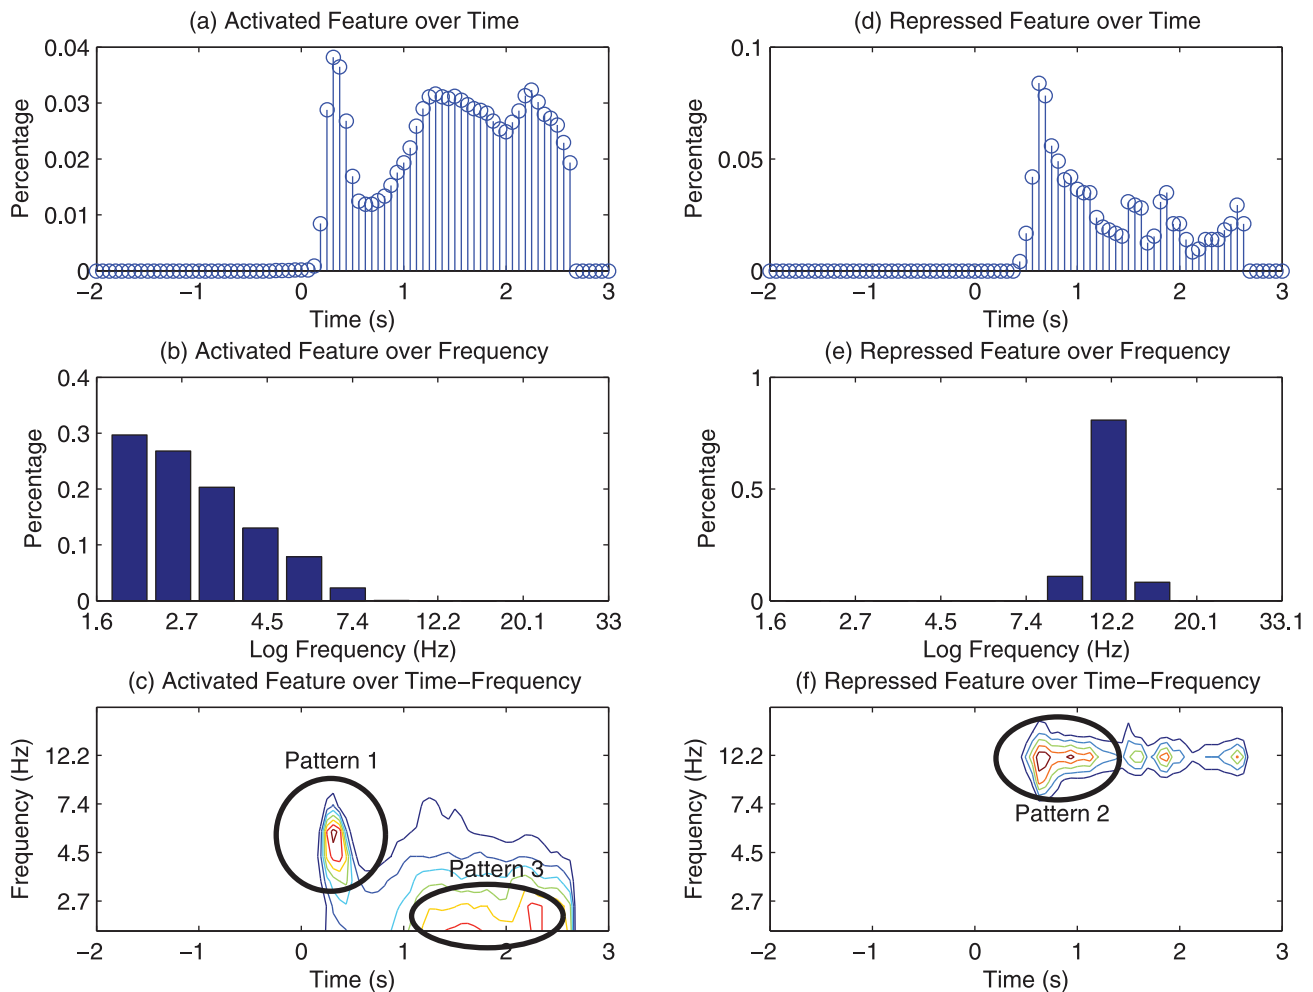 (a) Activated Feature over Time
0.04
0.03
0.02
0.01
0
Percentage
−2
−1
0
1
2
3
Time (s)
(d) Repressed Feature over Time
0.1
0.05
0
Percentage
−2
−1
0
1
2
3
Time (s)
(b) Activated Feature over Frequency
0.4
0.3
0.2
0.1
0
Percentage
1.6
2.7
4.5
7.4
12.2
20.1
33
Log Frequency (Hz)
(e) Repressed Feature over Frequency
1
0.5
0
Percentage
1.6
2.7
4.5
7.4
12.2
20.1
33.1
Log Frequency (Hz)
(c) Activated Feature over Time−Frequency
12.2
7.4
4.5
2.7
Frequency (Hz)
Pattern 1
Pattern 3
−2
−1
0
1
2
3
Time (s)
(f) Repressed Feature over Time−Frequency
12.2
7.4
4.5
2.7
Frequency (Hz)
Pattern 2
−2
−1
0
1
2
3
Time (s)